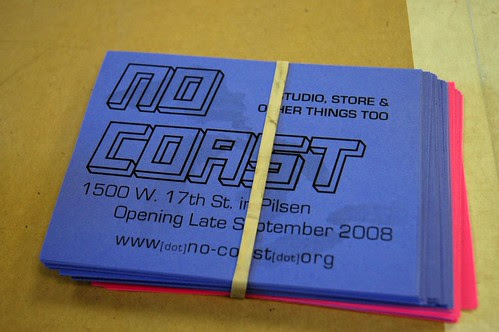 NO
STUDIO, STORE &
OTHER THINGS TOO
COAST
1500 W. 17th St. in Pilsen
Opening Late September 2008
www[dot]no-coast[dot]org